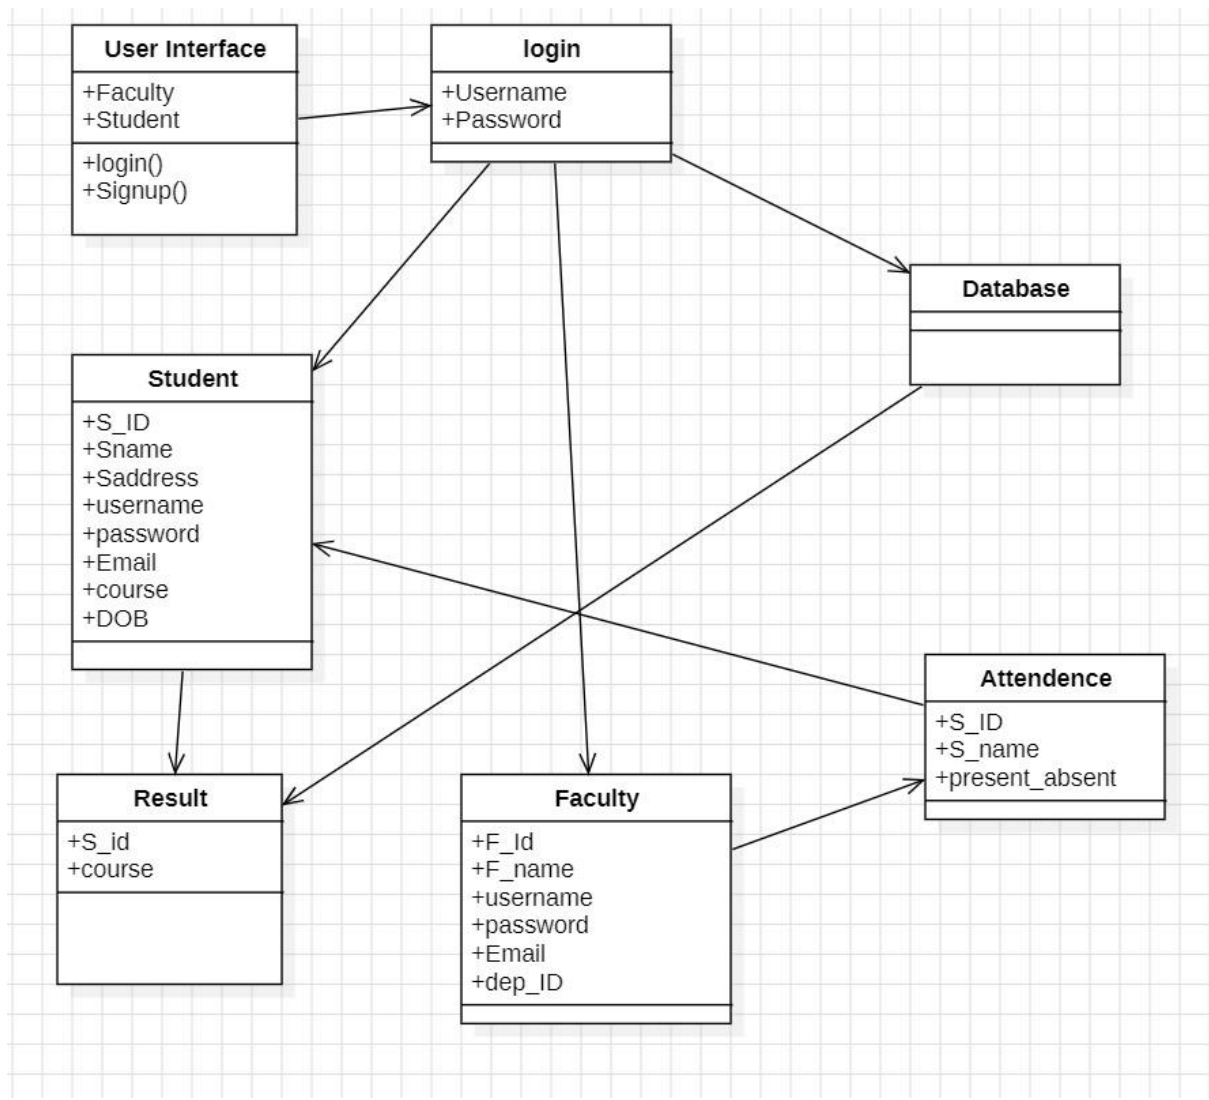 User Interface
+Faculty
+Student
+login()
+Signup()
login
+Username
+Password
Database
Student
+S_ID
+Sname
+Saddress
+username
+password
+Email
+course
+DOB
Attendence
+S_ID
+S_name
+present_absent
Result
+S_id
+course
Faculty
+F_Id
+F_name
+username
+password
+Email
+dep_ID